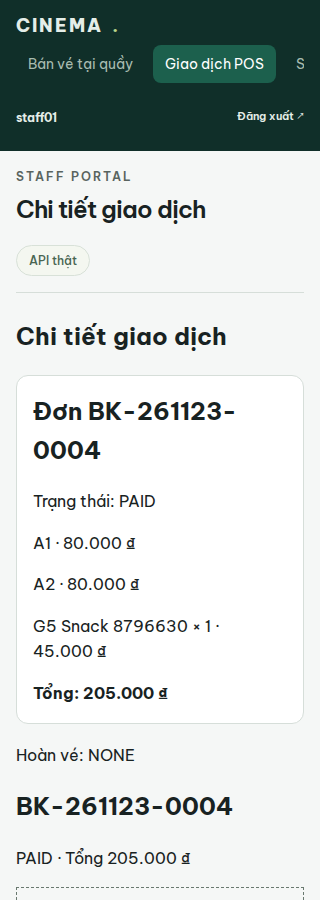 CINEMA .
Bán vé tại quầy
Giao dịch POS
S
staff01
Đăng xuất ↗
STAFF PORTAL
Chi tiết giao dịch
API thật
Chi tiết giao dịch
Đơn BK-261123-
0004
Trạng thái: PAID
A1 · 80.000 ₫
A2 · 80.000 ₫
G5 Snack 8796630 × 1 ·
45.000 ₫
Tổng: 205.000 ₫
Hoàn vé: NONE
BK-261123-0004
PAID · Tổng 205.000 ₫